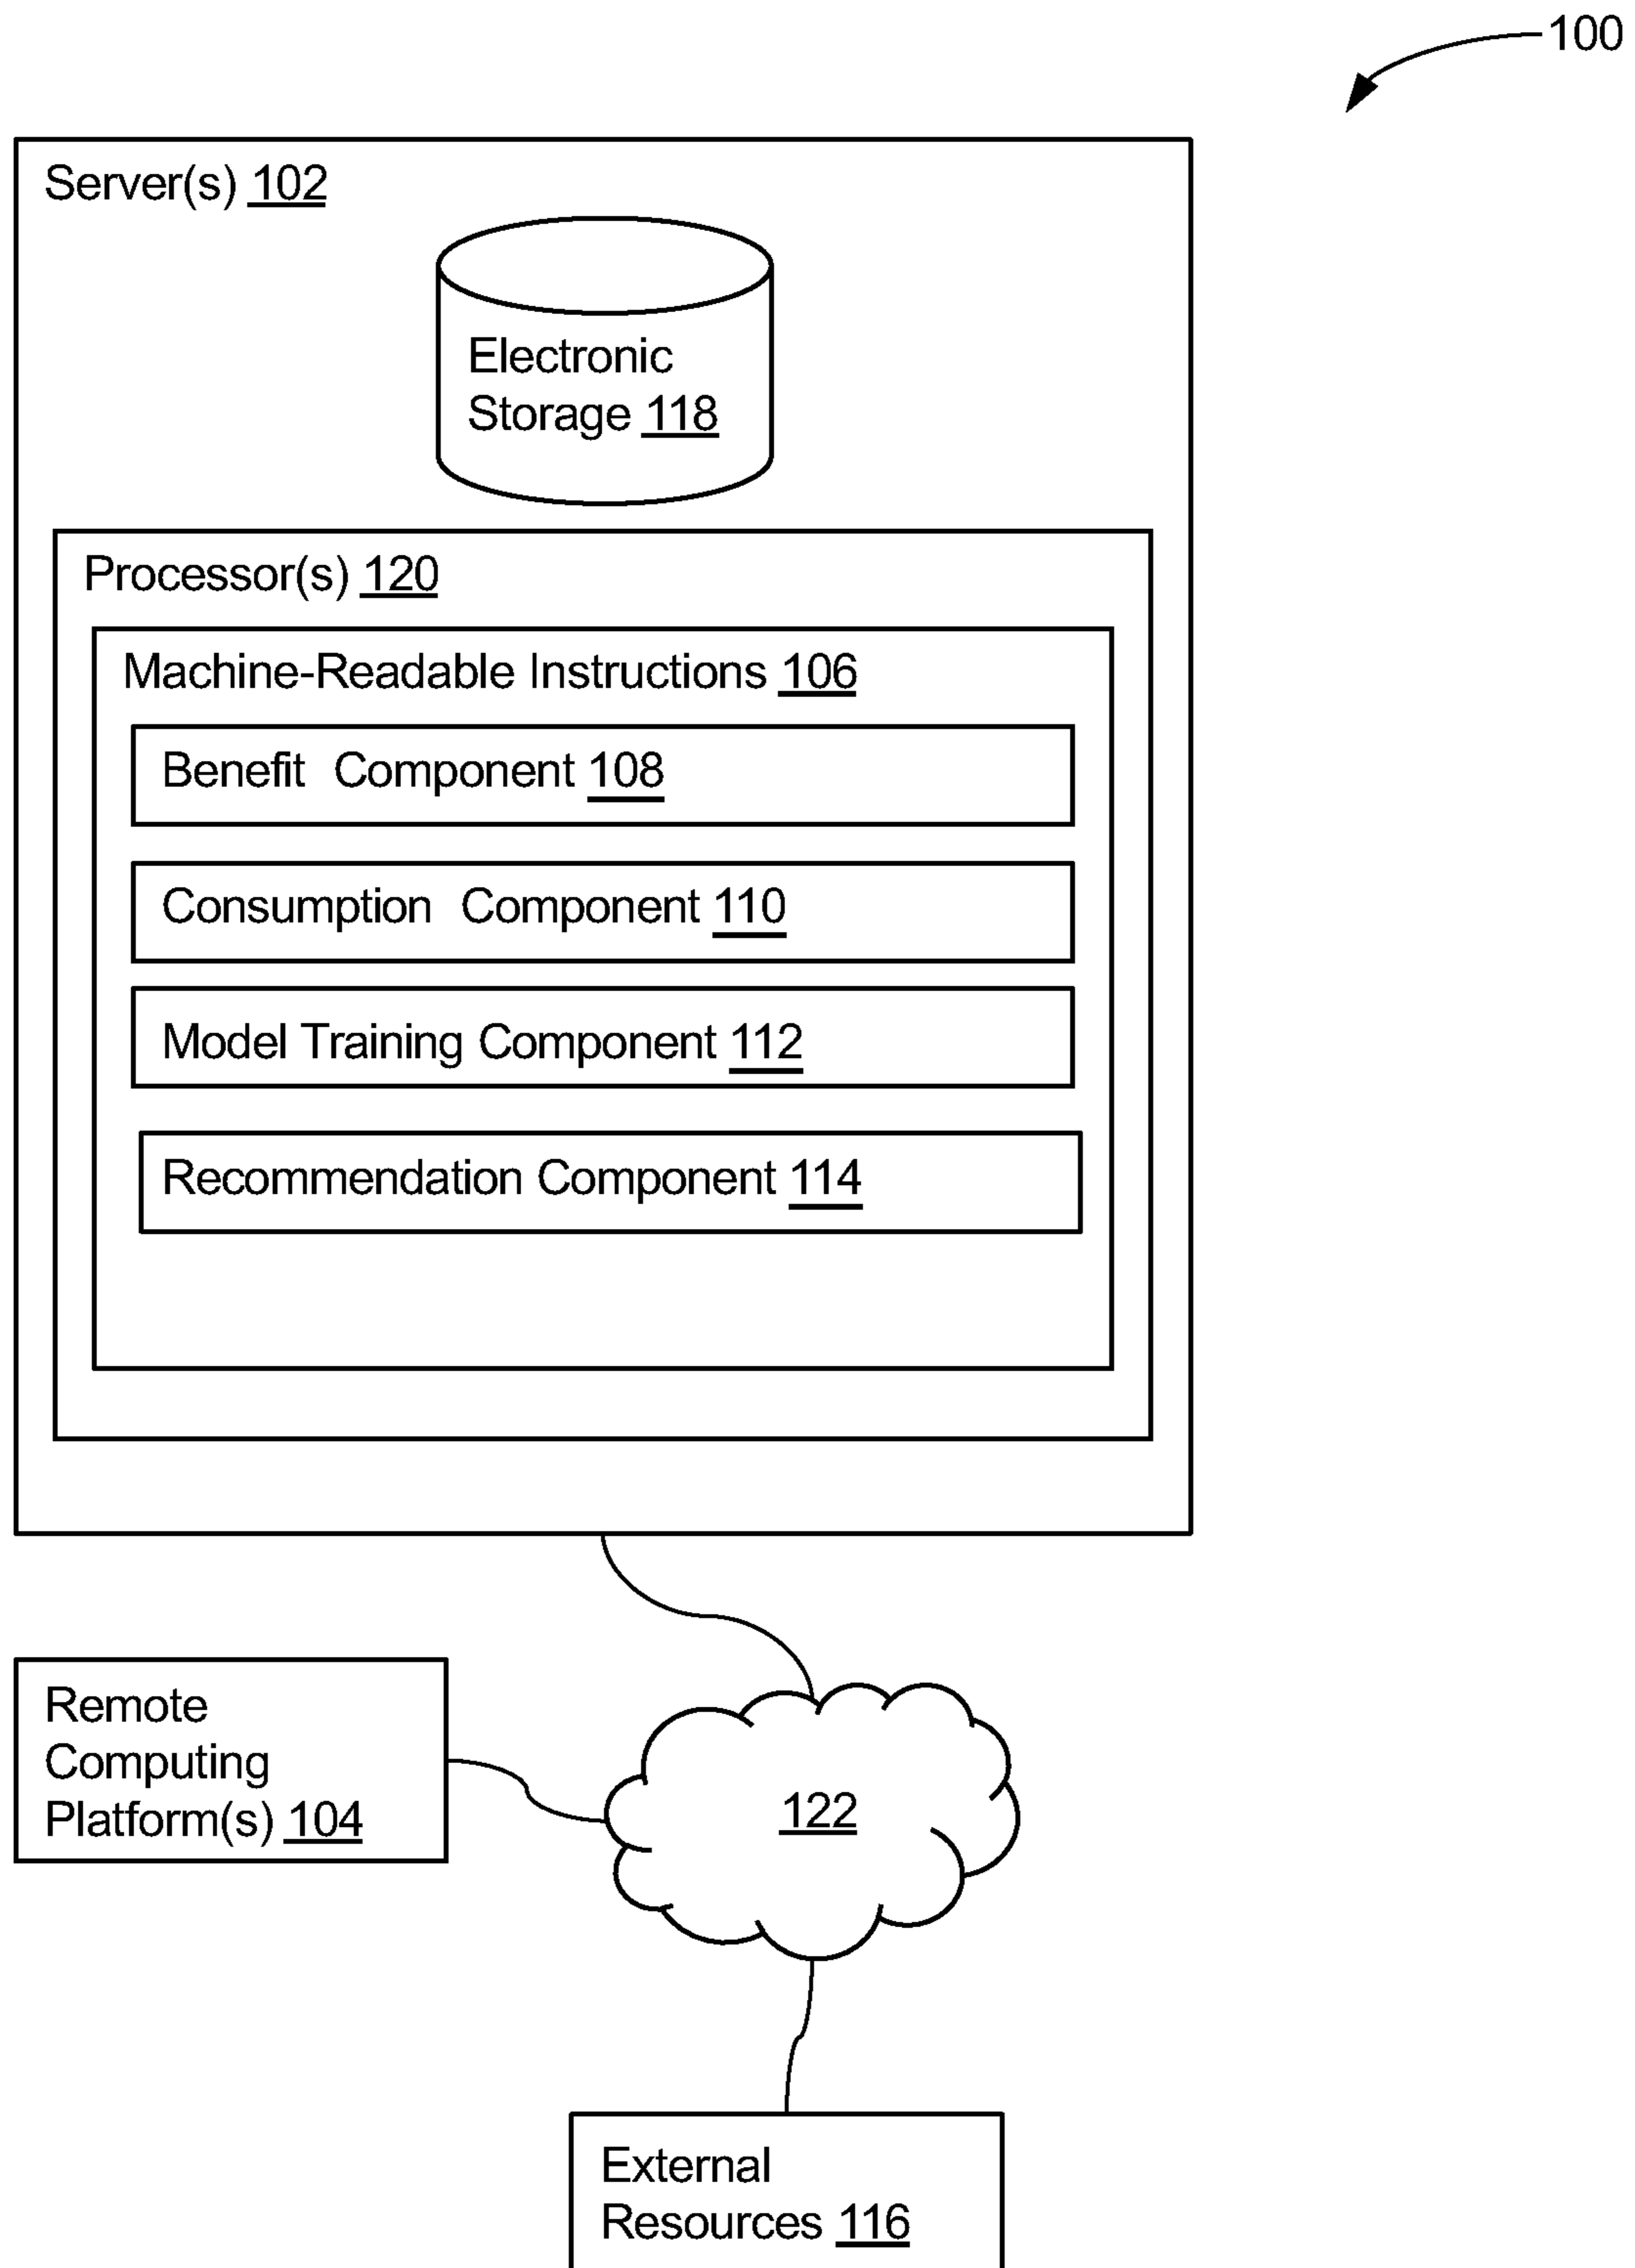 100
Server(s) 102
Electronic
Storage 118
Processor(s) 120
Machine-Readable Instructions 106
Benefit Component 108
Consumption Component 110
Model Training Component 112
Recommendation Component 114
Remote
Computing
Platform(s) 104
122
External
Resources 116